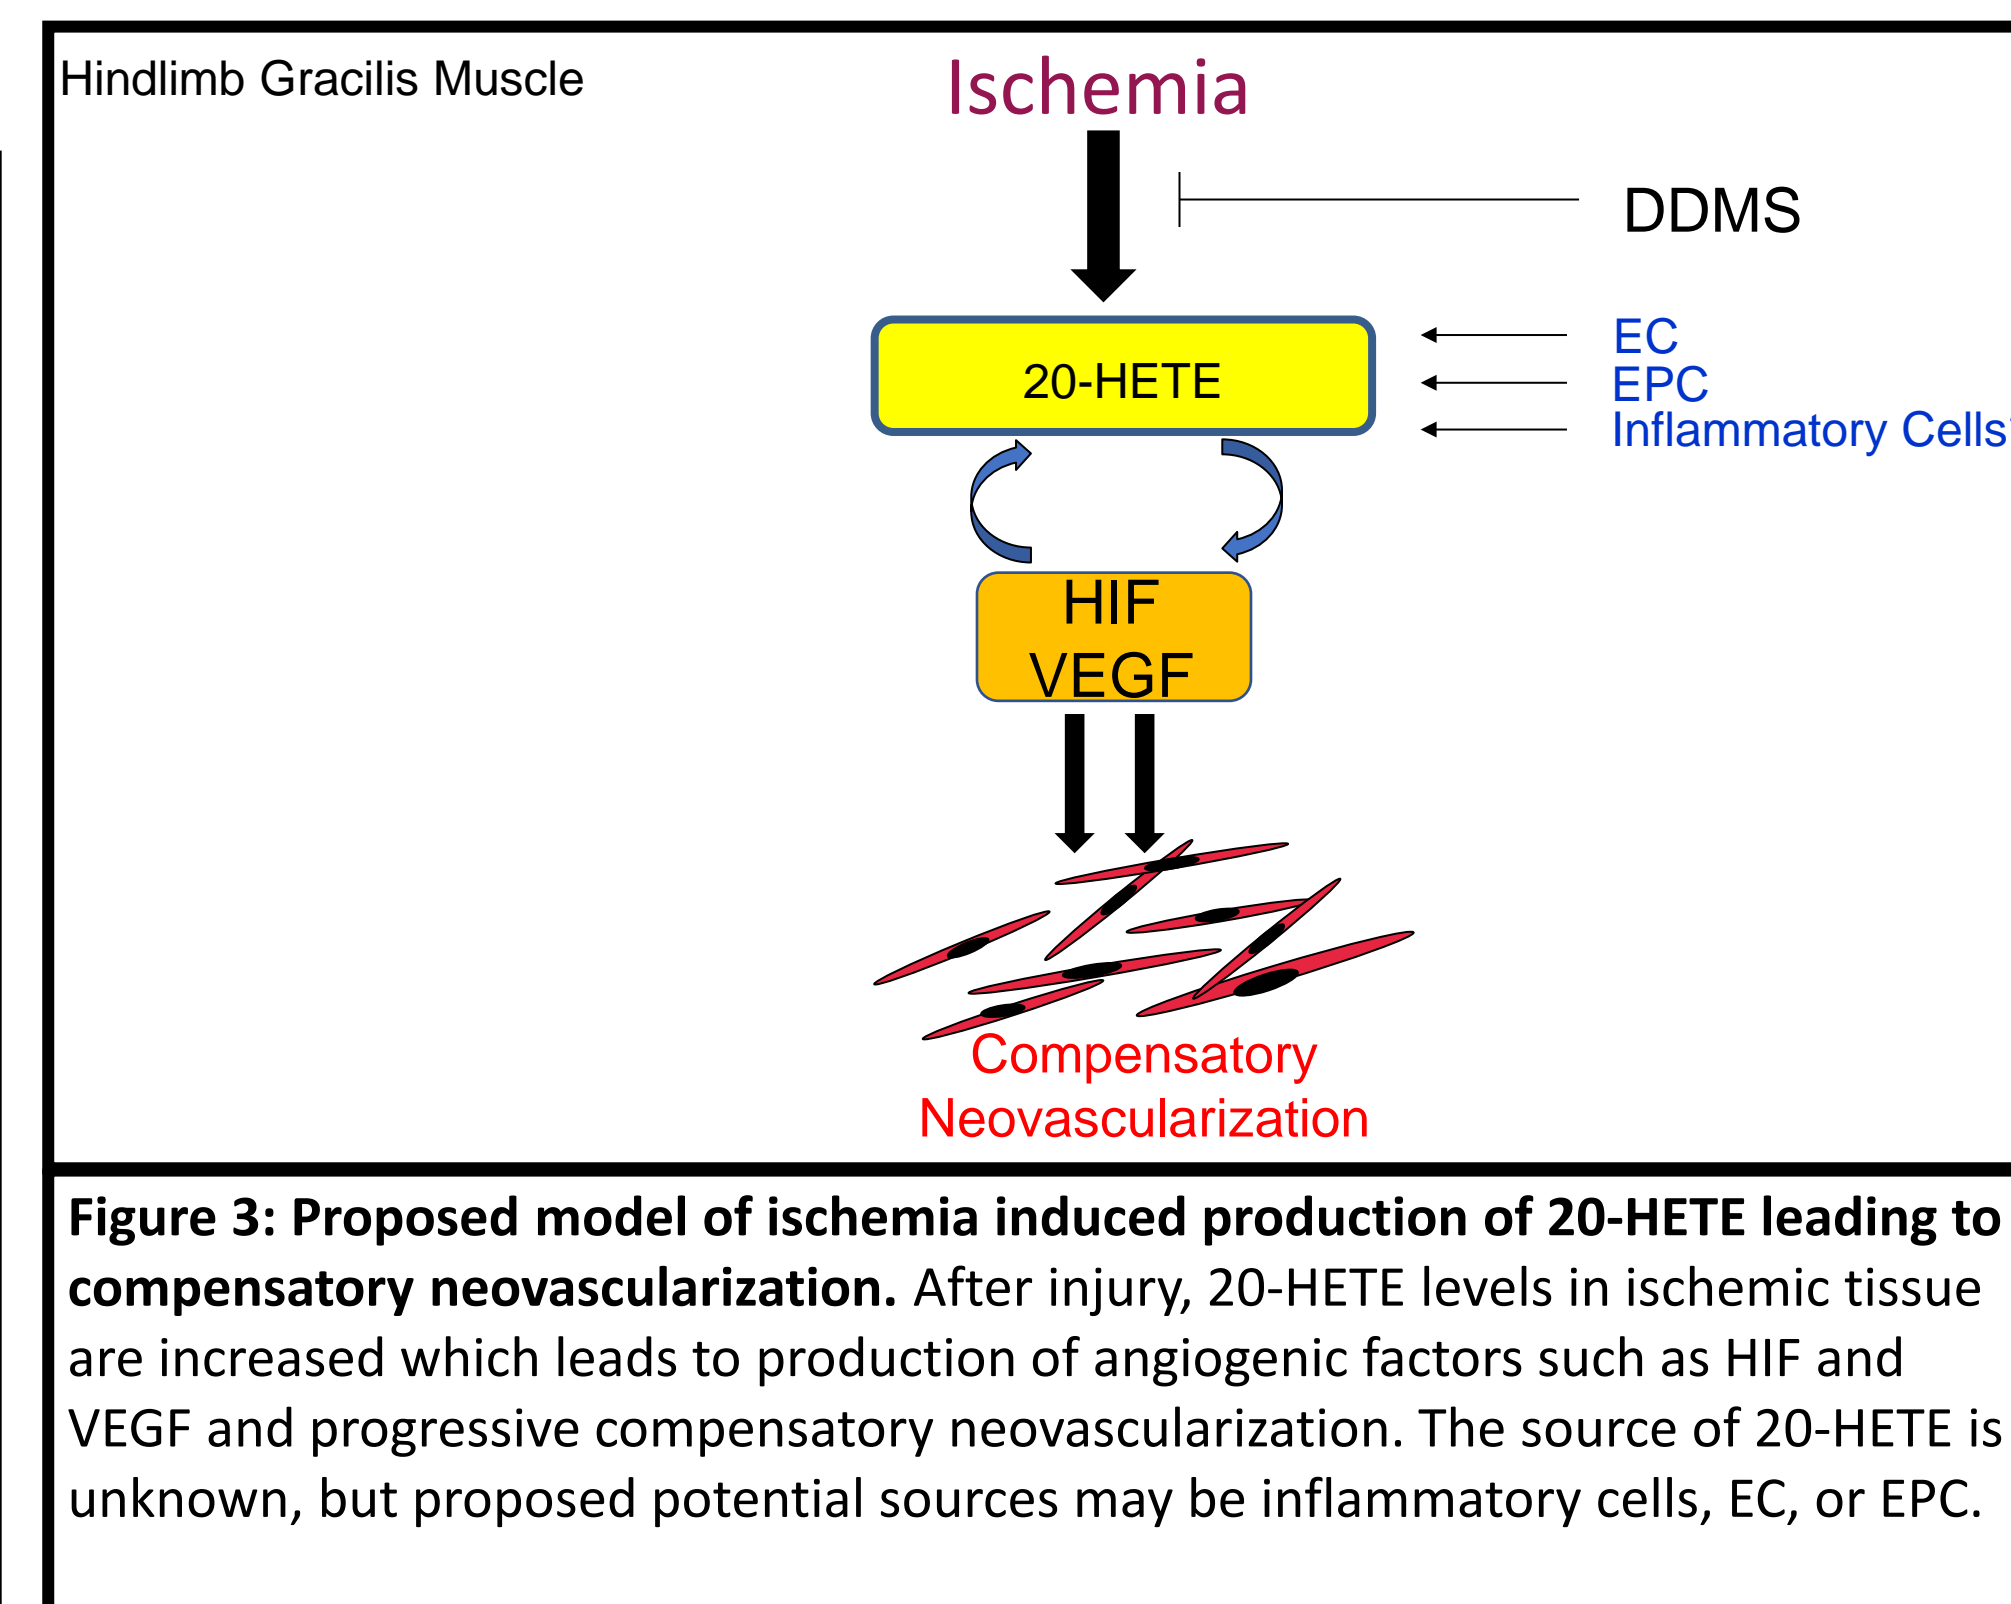 Hindlimb Gracilis Muscle
Ischemia
DDMS
EC
EPC
Inflammatory Cells
20-HETE
HIF
VEGF
Compensatory
Neovascularization
Figure 3: Proposed model of ischemia induced production of 20-HETE leading to
compensatory neovascularization. After injury, 20-HETE levels in ischemic tissue
are increased which leads to production of angiogenic factors such as HIF and
VEGF and progressive compensatory neovascularization. The source of 20-HETE is
unknown, but proposed potential sources may be inflammatory cells, EC, or EPC.